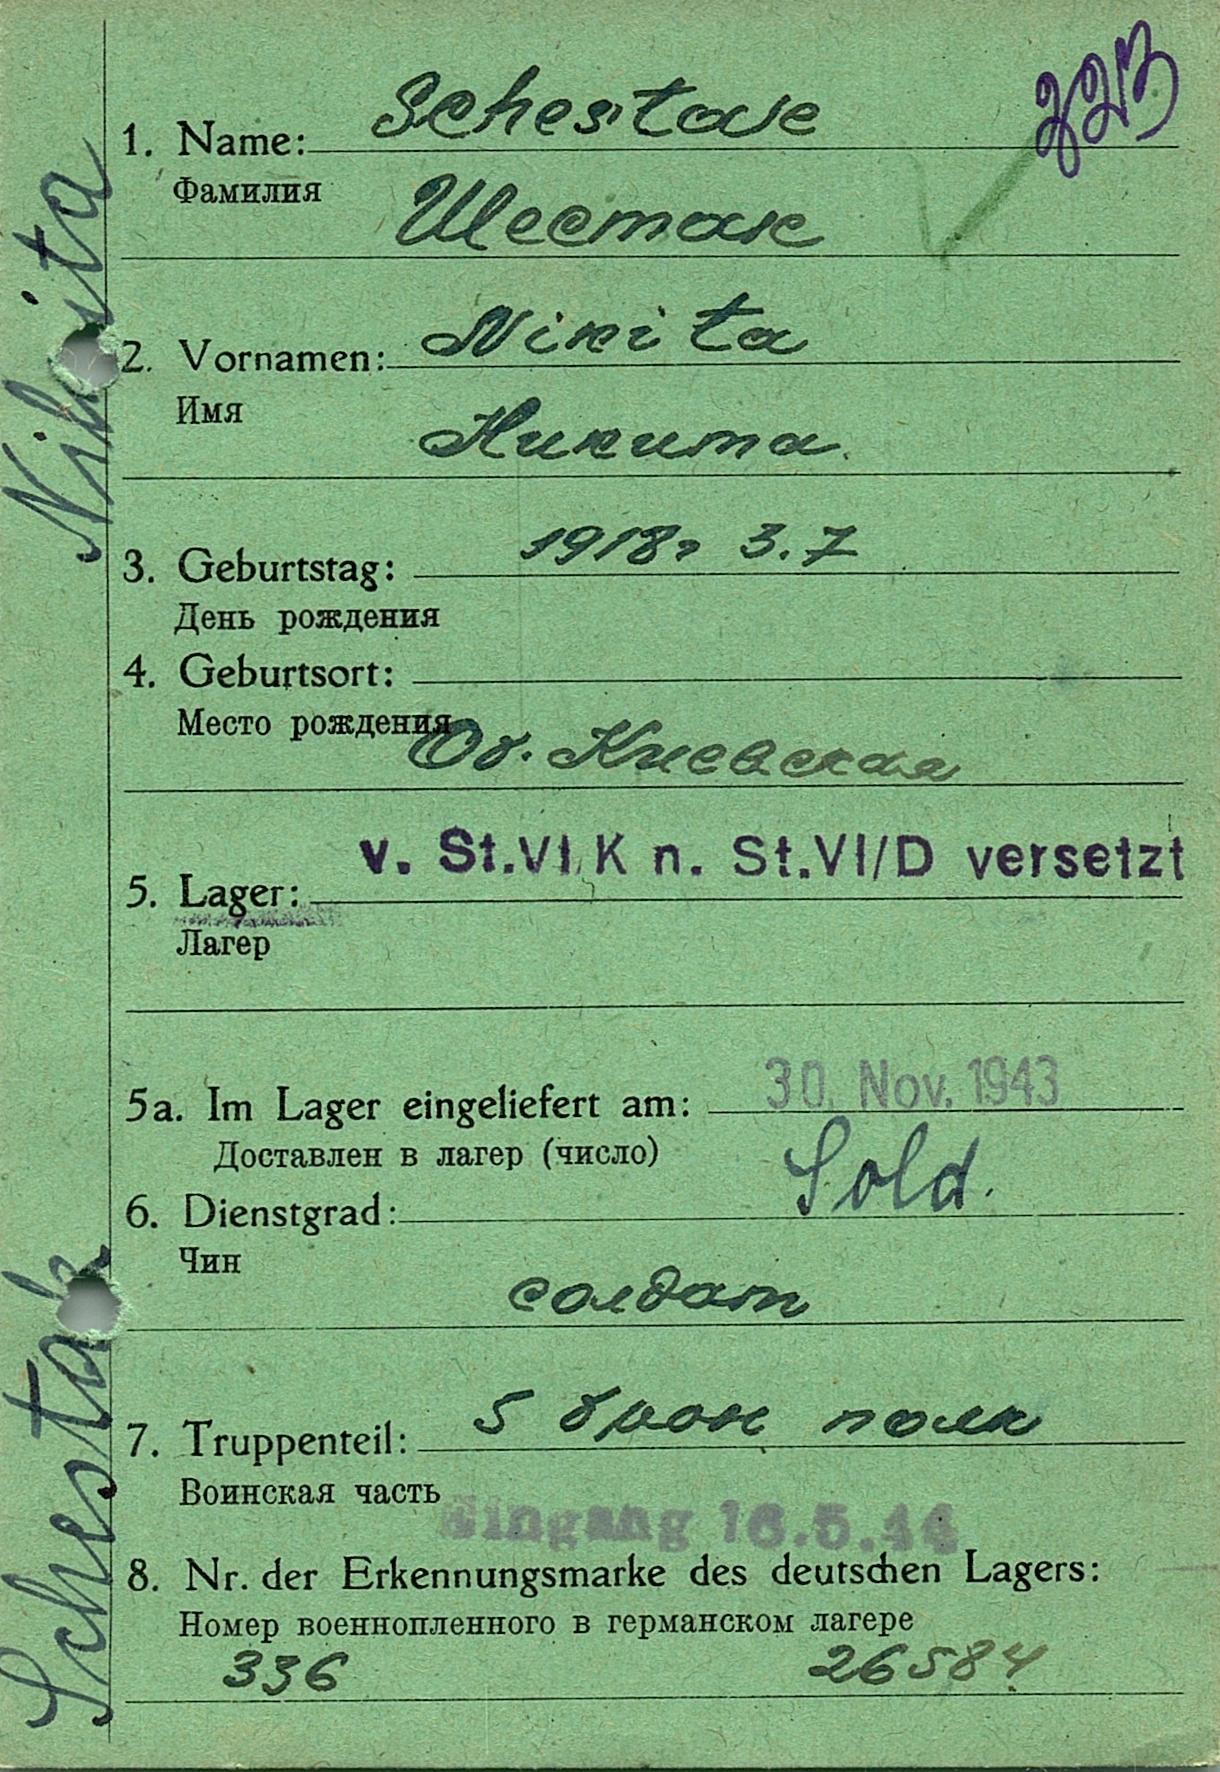 1. Name: Schestak
Фамилия
Шестак
2. Vornamen: Nikita
Имя
Никита.
3. Geburtstag: 1918г 3.7
День рождения
4. Geburtsort:
Место рождения
Об. Киевская
v. St.VI K n. St.VI/D versetzt
5. Lager:
Лагер
5a. Im Lager eingeliefert am: 30. Nov. 1943
Доставлен в лагер (число)
Sold.
6. Dienstgrad:
Чин
солдат
7. Truppenteil: 5 брон полк
Воинская часть
Eingang 16.5.44
8. Nr. der Erkennungsmarke des deutschen Lagers:
Номер военнопленного в германском лагере
336 26584
Schestak Nikita